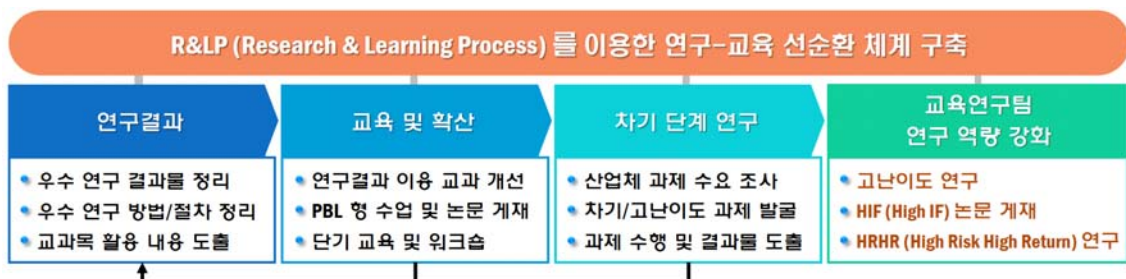 R&LP (Research & Learning Process) 를 이용한 연구-교육 선순환 체계 구축
연구결과
• 우수 연구 결과물 정리
• 우수 연구 방법/절차 정리
• 교과목 활용 내용 도출
교육 및 확산
• 연구결과 이용 교과 개선
• PBL 형 수업 및 논문 게재
• 단기 교육 및 워크숍
차기 단계 연구
• 산업체 과제 수요 조사
• 차기/고난이도 과제 발굴
• 과제 수행 및 결과물 도출
교육연구팀
연구 역량 강화
• 고난이도 연구
• HIF (High IF) 논문 게재
• HRHR (High Risk High Return) 연구